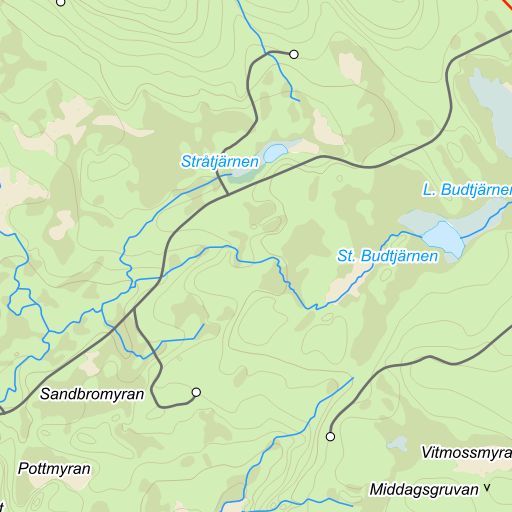 Stråtjärnen
L. Budtjärnen
St. Budtjärnen
Sandbromyran
Vitmossmyra
Pottmyran
Middagsgruvan
t